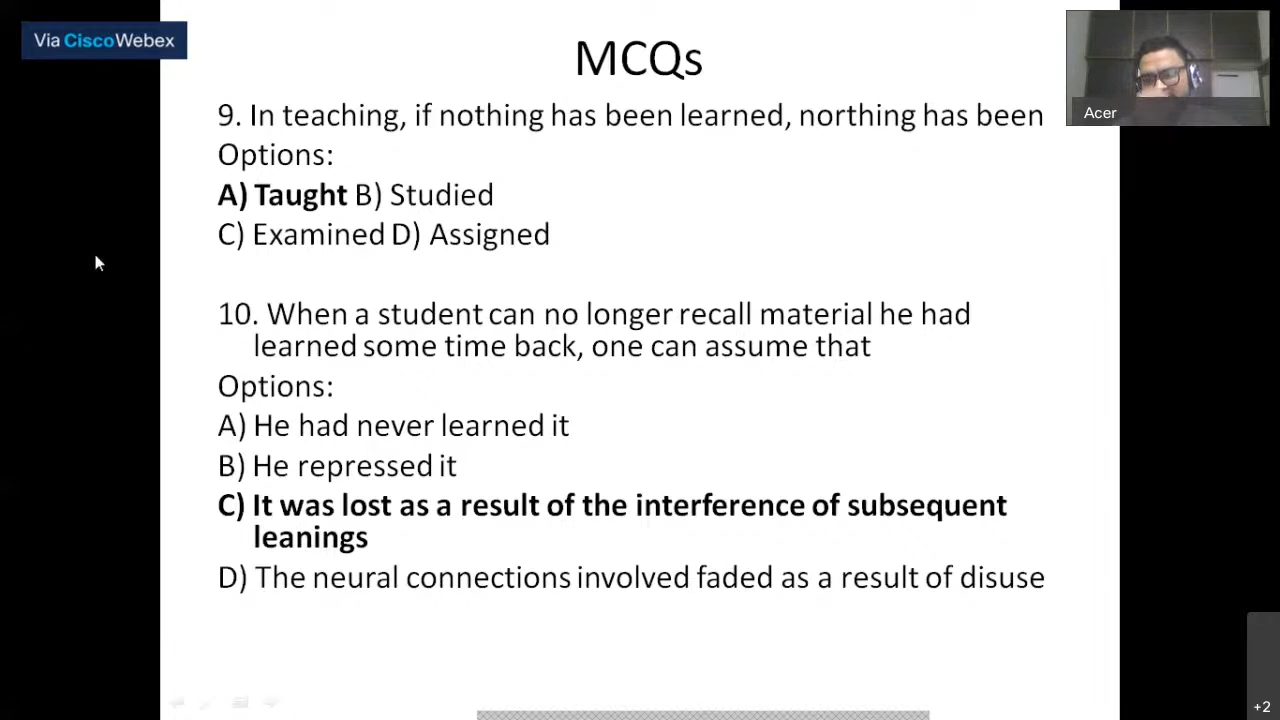 Via Cisco Webex
MCQs
Acer
9. In teaching, if nothing has been learned, northing has been
Options:
A) Taught B) Studied
C) Examined D) Assigned
10. When a student can no longer recall material he had
learned some time back, one can assume that
Options:
A) He had never learned it
B) He repressed it
C) It was lost as a result of the interference of subsequent
leanings
D) The neural connections involved faded as a result of disuse
+2